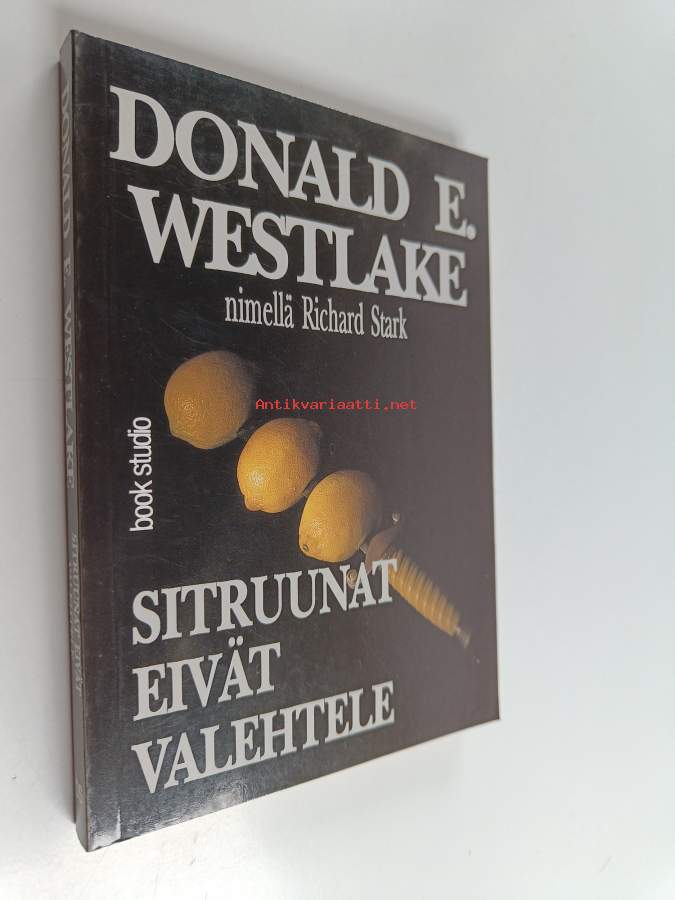 DONALD E.
WESTLAKE
nimellä Richard Stark
Antikvariaatti.net
book studio
SITRUUNAT
EIVÄT
VALEHTELE
DONALD E. WESTLAKE
SITRUUNAT EIVÄT